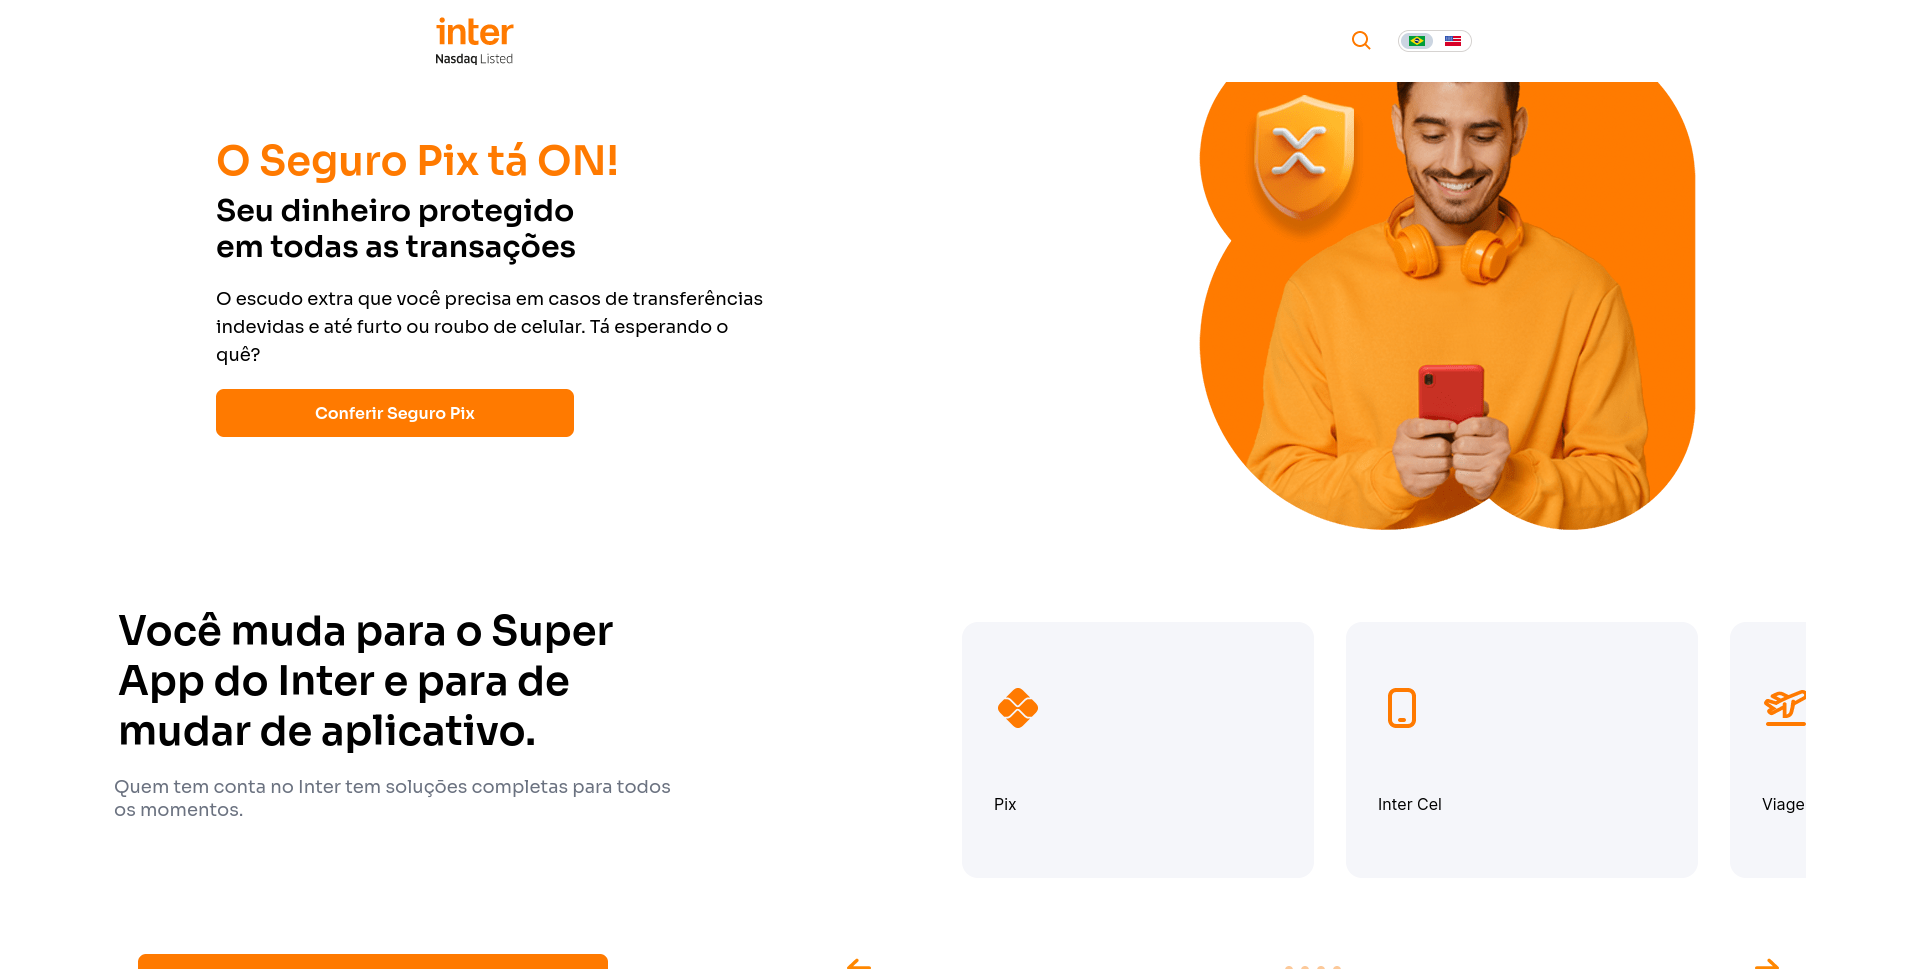 inter
Nasdaq Listed
O Seguro Pix tá ON!
Seu dinheiro protegido
em todas as transações
O escudo extra que você precisa em casos de transferências
indevidas e até furto ou roubo de celular. Tá esperando o
quê?
Conferir Seguro Pix
Você muda para o Super
App do Inter e para de
mudar de aplicativo.
Quem tem conta no Inter tem soluções completas para todos
os momentos.
Pix
Inter Cel
Viage